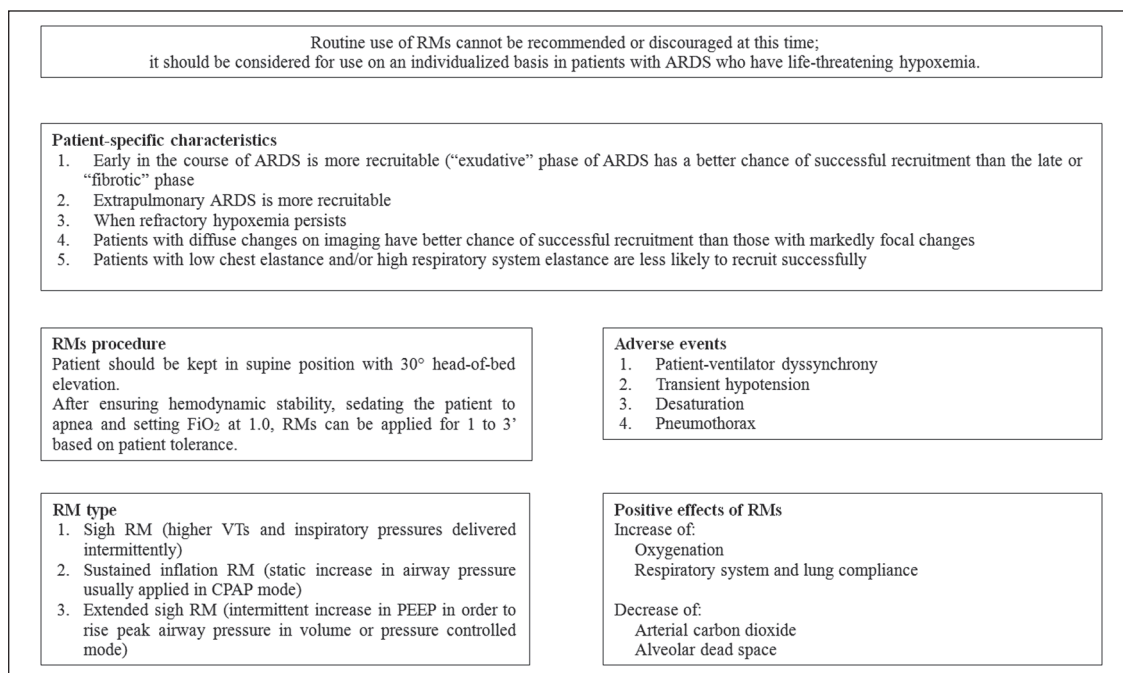 Routine use of RMs cannot be recommended or discouraged at this time;
it should be considered for use on an individualized basis in patients with ARDS who have life-threatening hypoxemia.
Patient-specific characteristics
1. Early in the course of ARDS is more recruitable (“exudative” phase of ARDS has a better chance of successful recruitment than the late or
“fibrotic” phase
2. Extrapulmonary ARDS is more recruitable
3. When refractory hypoxemia persists
4. Patients with diffuse changes on imaging have better chance of successful recruitment than those with markedly focal changes
5. Patients with low chest elastance and/or high respiratory system elastance are less likely to recruit successfully
RMs procedure
Patient should be kept in supine position with 30° head-of-bed
elevation.
After ensuring hemodynamic stability, sedating the patient to
apnea and setting FiO₂ at 1.0, RMs can be applied for 1 to 3’
based on patient tolerance.
Adverse events
1. Patient-ventilator dyssynchrony
2. Transient hypotension
3. Desaturation
4. Pneumothorax
RM type
1. Sigh RM (higher VTs and inspiratory pressures delivered
intermittently)
2. Sustained inflation RM (static increase in airway pressure
usually applied in CPAP mode)
3. Extended sigh RM (intermittent increase in PEEP in order to
rise peak airway pressure in volume or pressure controlled
mode)
Positive effects of RMs
Increase of:
Oxygenation
Respiratory system and lung compliance
Decrease of:
Arterial carbon dioxide
Alveolar dead space